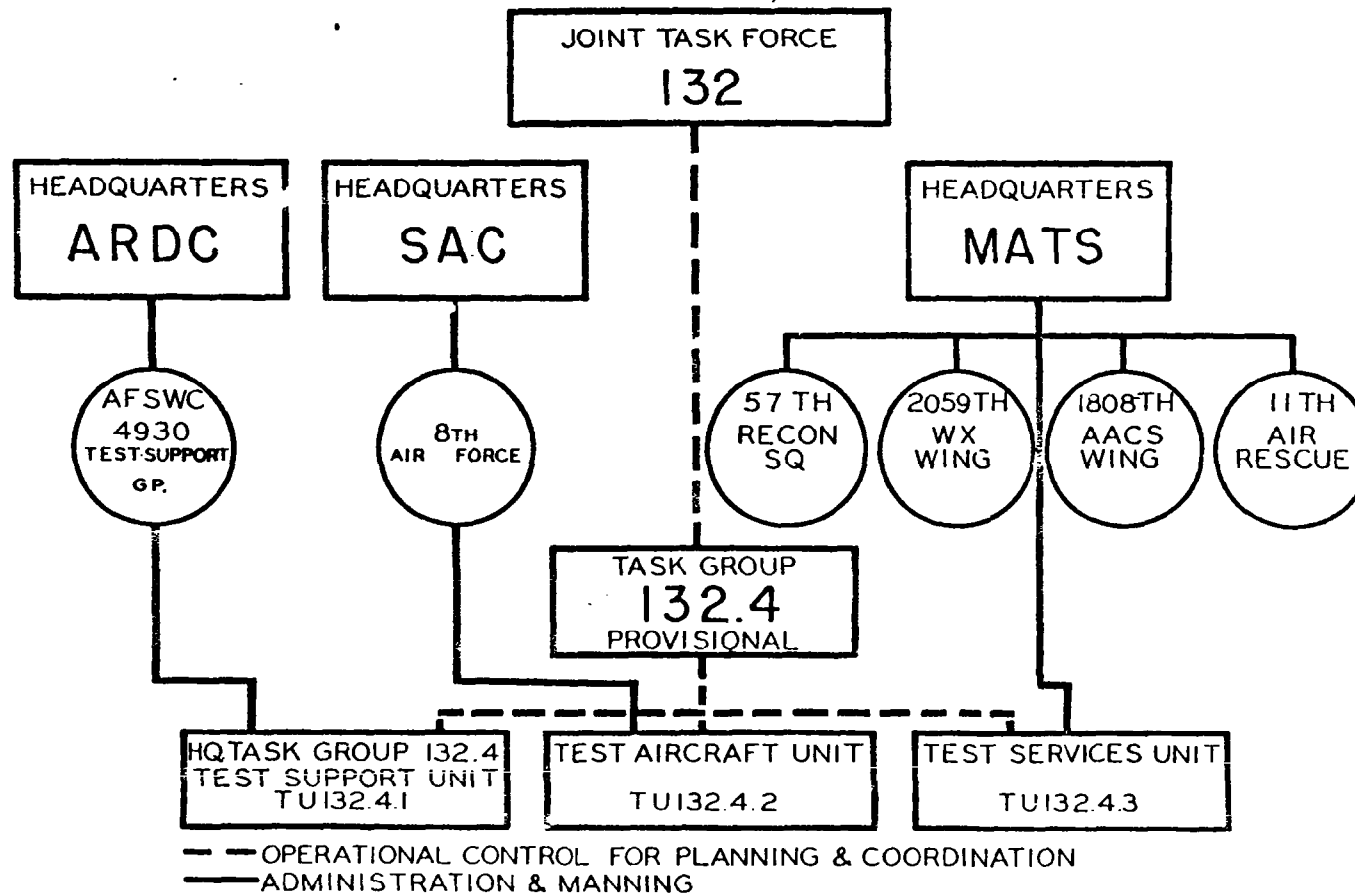 JOINT TASK FORCE
132
HEADQUARTERS
ARDC
HEADQUARTERS
SAC
HEADQUARTERS
MATS
AFSWC
4930
TEST-SUPPORT
GP.
8TH
AIR FORCE
57 TH
RECON
SQ
2059TH
WX
WING
1808TH
AACS
WING
11TH
AIR
RESCUE
TASK GROUP
132.4
PROVISIONAL
HQ.TASK GROUP 132.4
TEST SUPPORT UNIT
TU132.4.1
TEST AIRCRAFT UNIT
TU132.4.2
TEST SERVICES UNIT
TU132.4.3
OPERATIONAL CONTROL FOR PLANNING & COORDINATION
ADMINISTRATION & MANNING